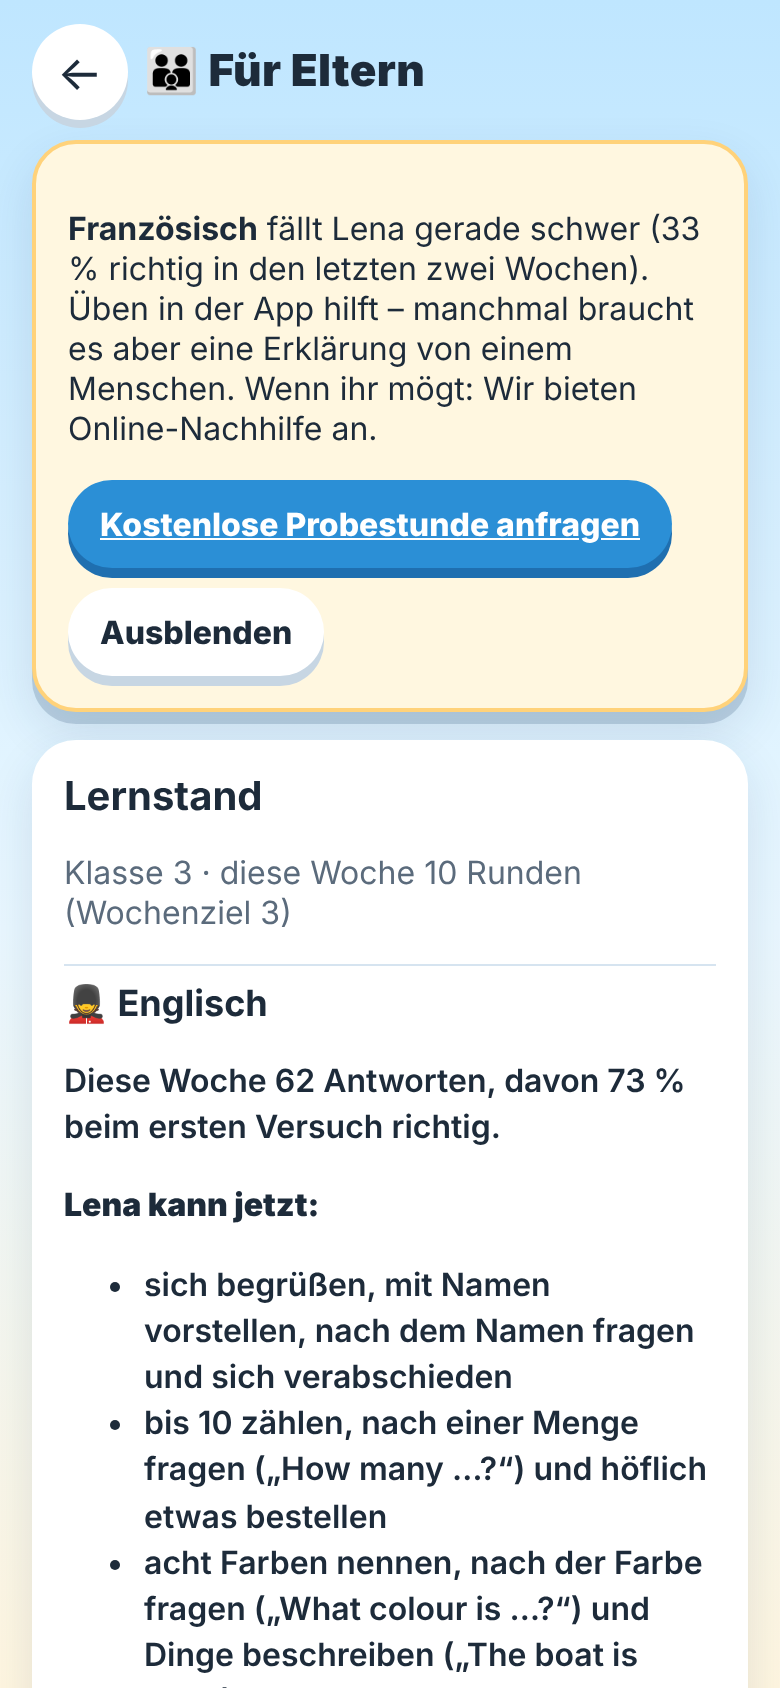 Für Eltern
Französisch fällt Lena gerade schwer (33
% richtig in den letzten zwei Wochen).
Üben in der App hilft – manchmal braucht
es aber eine Erklärung von einem
Menschen. Wenn ihr mögt: Wir bieten
Online-Nachhilfe an.
Kostenlose Probestunde anfragen
Ausblenden
Lernstand
Klasse 3 · diese Woche 10 Runden
(Wochenziel 3)
Englisch
Diese Woche 62 Antworten, davon 73 %
beim ersten Versuch richtig.
Lena kann jetzt:
• sich begrüßen, mit Namen
vorstellen, nach dem Namen fragen
und sich verabschieden
• bis 10 zählen, nach einer Menge
fragen („How many …?“) und höflich
etwas bestellen
• acht Farben nennen, nach der Farbe
fragen („What colour is …?“) und
Dinge beschreiben („The boat is